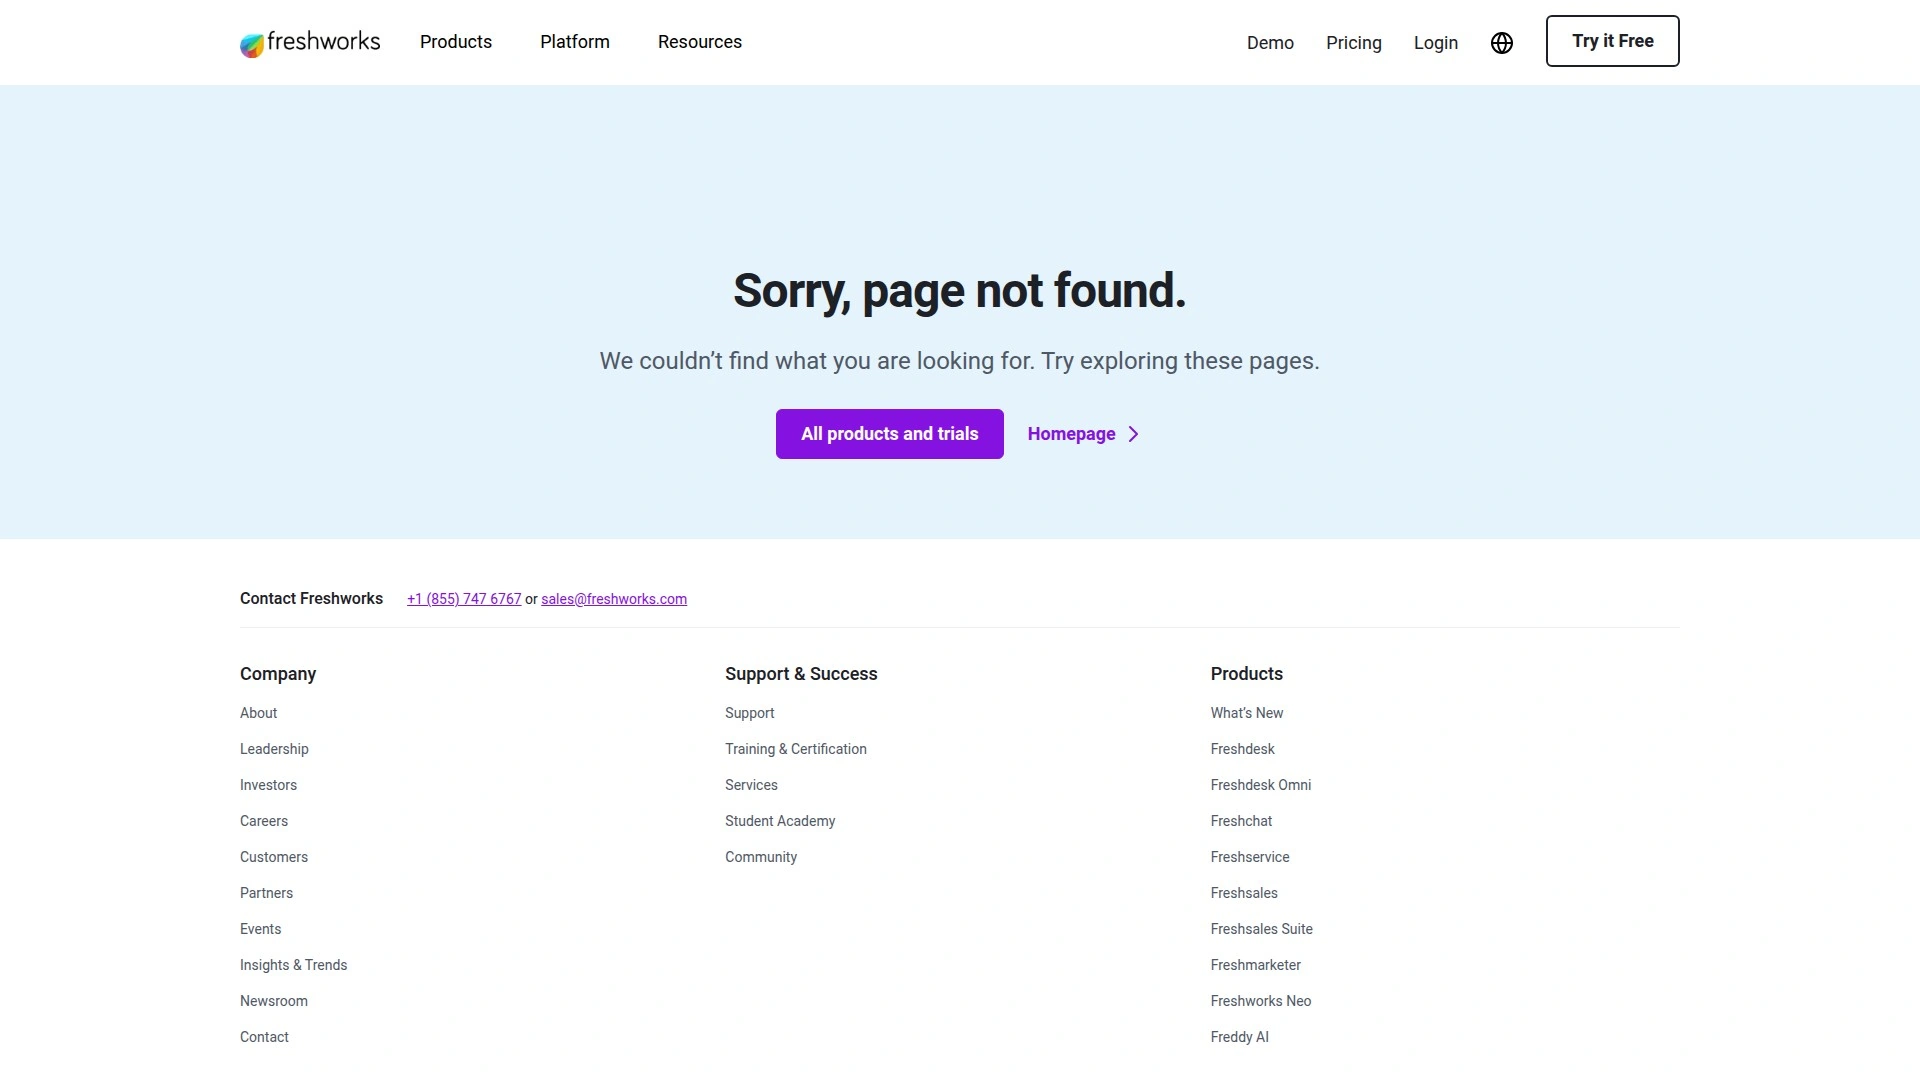 freshworks
Products
Platform
Resources
Demo
Pricing
Login
Try it Free
Sorry, page not found.
We couldn’t find what you are looking for. Try exploring these pages.
All products and trials
Homepage
Contact Freshworks +1 (855) 747 6767 or sales@freshworks.com
Company
About
Leadership
Investors
Careers
Customers
Partners
Events
Insights & Trends
Newsroom
Contact
Support & Success
Support
Training & Certification
Services
Student Academy
Community
Products
What’s New
Freshdesk
Freshdesk Omni
Freshchat
Freshservice
Freshsales
Freshsales Suite
Freshmarketer
Freshworks Neo
Freddy AI